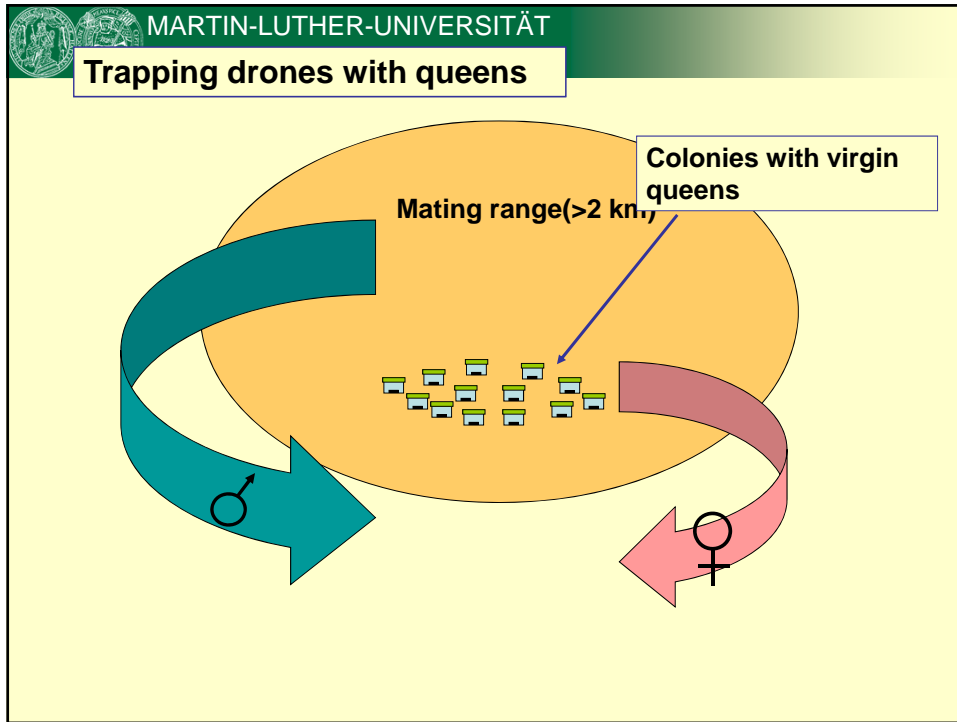 MARTIN-LUTHER-UNIVERSITÄT
Trapping drones with queens
Colonies with virgin
queens
Mating range(>2 km)